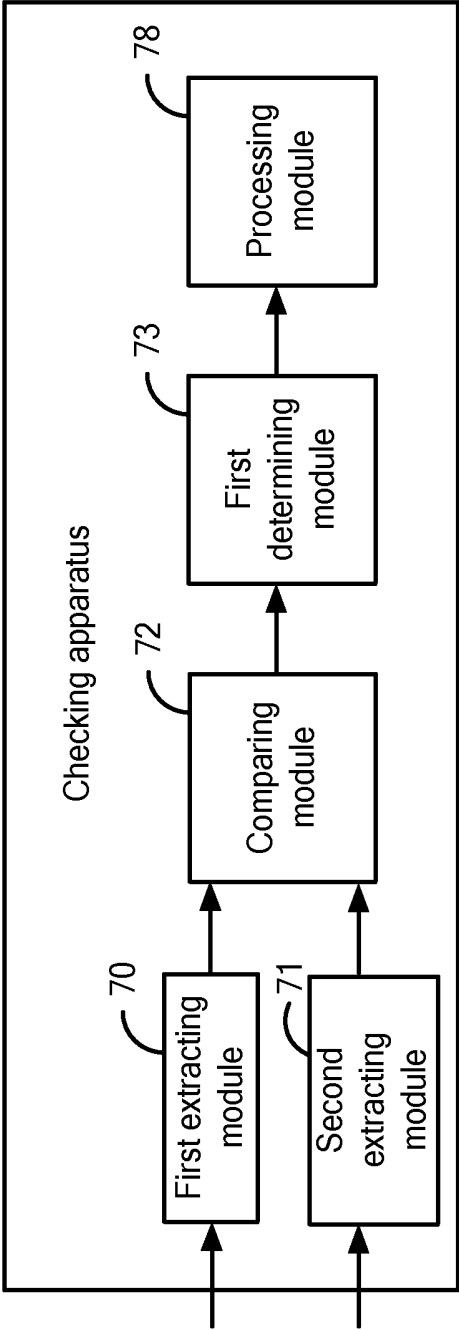 Checking apparatus
70
First extracting
module
71
Second
extracting
module
72
Comparing
module
73
First
determining
module
78
Processing
module